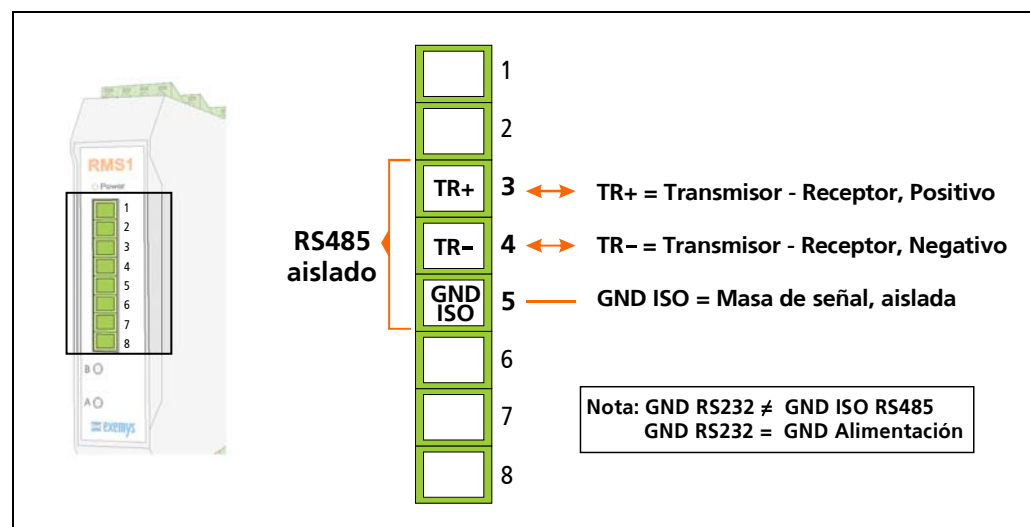 RMS1
Power
1
2
3
4
5
6
7
8
B
A
exemys
RS485
aislado
1
2
TR+ 3 TR+ = Transmisor - Receptor, Positivo
TR− 4 TR− = Transmisor - Receptor, Negativo
GND
ISO 5 GND ISO = Masa de señal, aislada
6
7
8
Nota: GND RS232 ≠ GND ISO RS485
GND RS232 = GND Alimentación